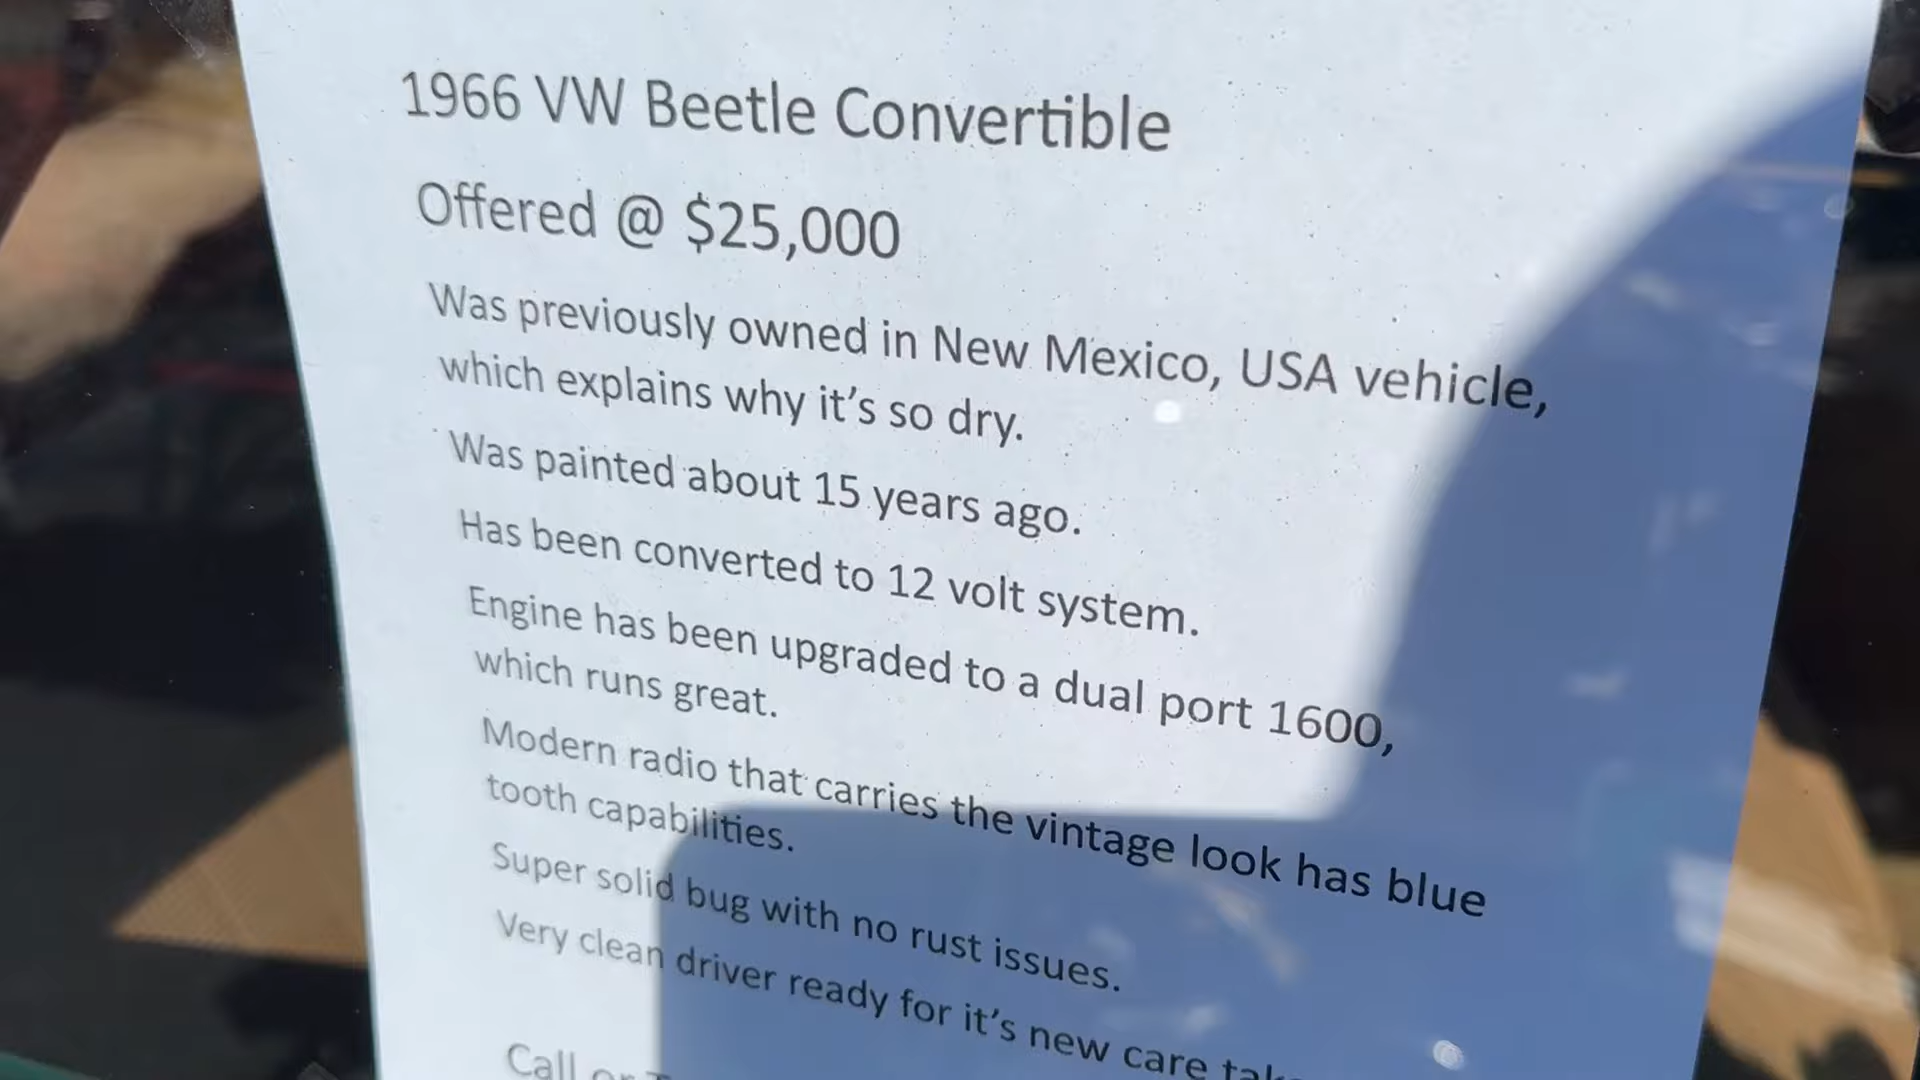 1966 VW Beetle Convertible
Offered @ $25,000
Was previously owned in New Mexico, USA vehicle,
which explains why it's so dry.
Was painted about 15 years ago.
Has been converted to 12 volt system.
Engine has been upgraded to a dual port 1600,
which runs great.
Modern radio that carries the vintage look has blue
tooth capabilities.
Super solid bug with no rust issues.
Very clean driver ready for it's new care
Call or